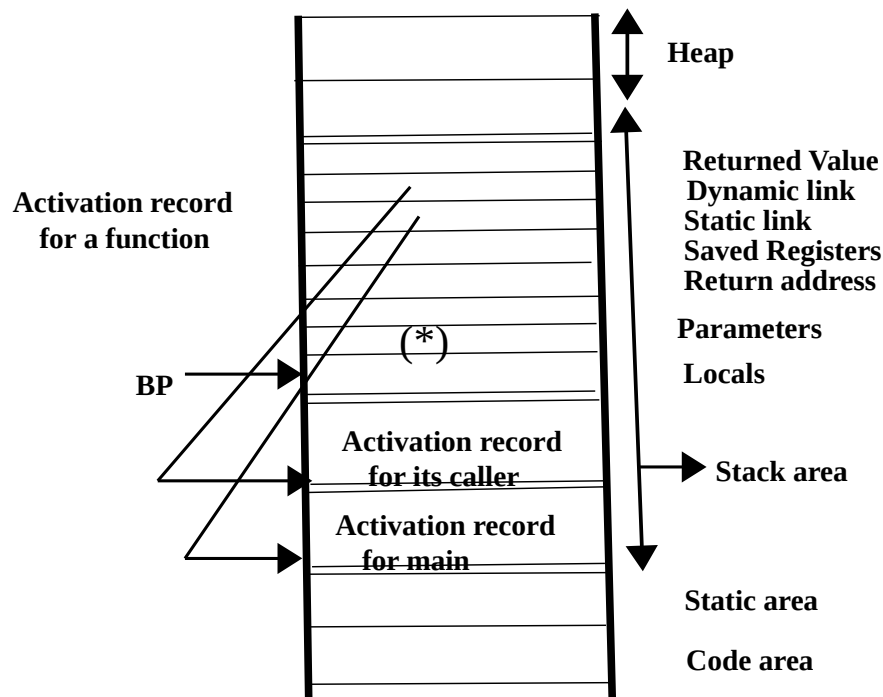 Heap
Returned Value
Dynamic link
Static link
Saved Registers
Return address
Activation record
for a function
Parameters
(*)
Locals
BP
Activation record
for its caller
Stack area
Activation record
for main
Static area
Code area